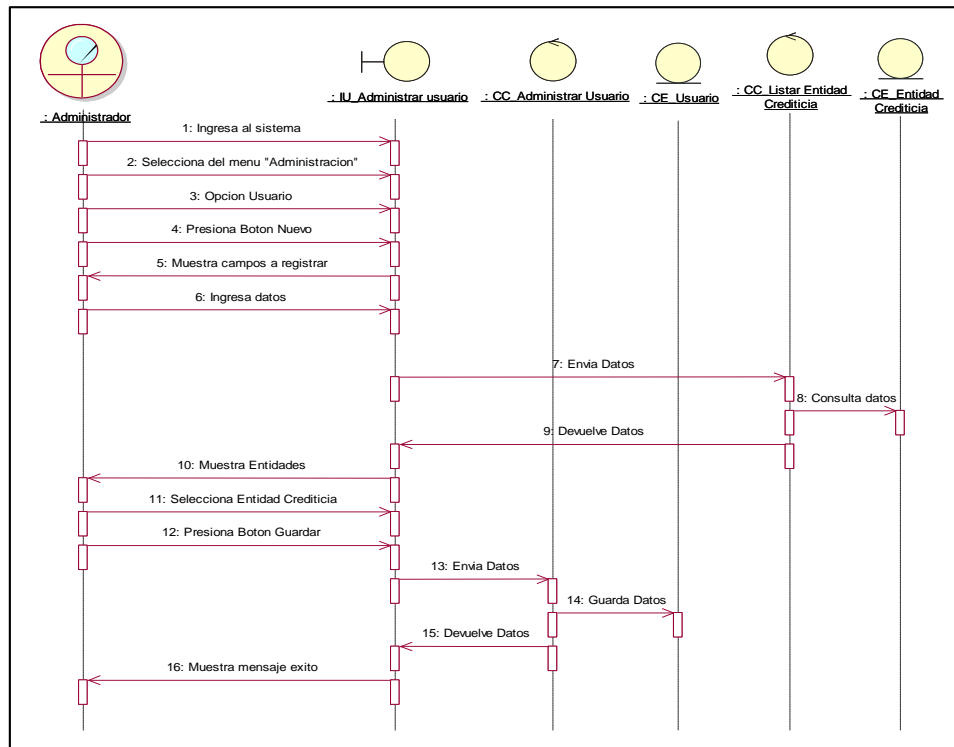 : Administrador
: IU_Administrar usuario
: CC_Administrar Usuario
: CE_Usuario
: CC_Listar Entidad
Crediticia
: CE_Entidad
Crediticia
1: Ingresa al sistema
2: Selecciona del menu "Administracion"
3: Opcion Usuario
4: Presiona Boton Nuevo
5: Muestra campos a registrar
6: Ingresa datos
7: Envia Datos
8: Consulta datos
9: Devuelve Datos
10: Muestra Entidades
11: Selecciona Entidad Crediticia
12: Presiona Boton Guardar
13: Envia Datos
14: Guarda Datos
15: Devuelve Datos
16: Muestra mensaje exito